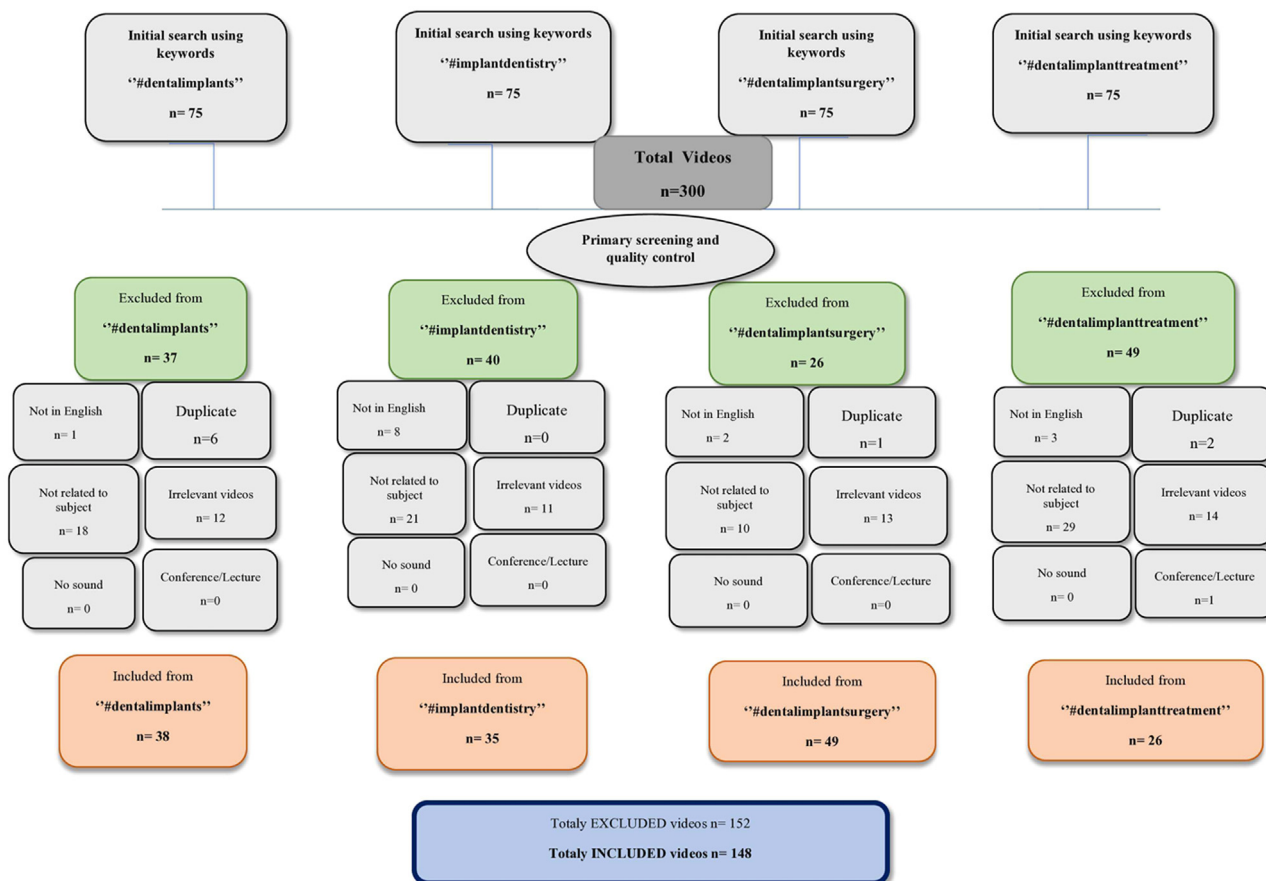 Initial search using
keywords
‘’#dentalimplants’’
n= 75
Initial search using keywords
‘’#implantdentistry’’
n= 75
Initial search using
keywords
‘’#dentalimplantsurgery’’
n= 75
Initial search using keywords
‘’#dentalimplanttreatment’’
n= 75
Total Videos
n=300
Primary screening and
quality control
Excluded from
‘’#dentalimplants’’
n= 37
Excluded from
‘’#implantdentistry’’
n= 40
Excluded from
‘’#dentalimplantsurgery’’
n= 26
Excluded from
‘’#dentalimplanttreatment’’
n= 49
Not in English
n= 1
Duplicate
n=6
Not related to
subject
n= 18
Irrelevant videos
n= 12
No sound
n= 0
Conference/Lecture
n=0
Not in English
n= 8
Duplicate
n=0
Not related to
subject
n= 21
Irrelevant videos
n= 11
No sound
n= 0
Conference/Lecture
n=0
Not in English
n= 2
Duplicate
n=1
Not related to
subject
n= 10
Irrelevant videos
n= 13
No sound
n= 0
Conference/Lecture
n=0
Not in English
n= 3
Duplicate
n=2
Not related to
subject
n= 29
Irrelevant videos
n= 14
No sound
n= 0
Conference/Lecture
n=1
Included from
‘’#dentalimplants’’
n= 38
Included from
‘’#implantdentistry’’
n= 35
Included from
‘’#dentalimplantsurgery’’
n= 49
Included from
‘’#dentalimplanttreatment’’
n= 26
Totaly EXCLUDED videos n= 152
Totaly INCLUDED videos n= 148